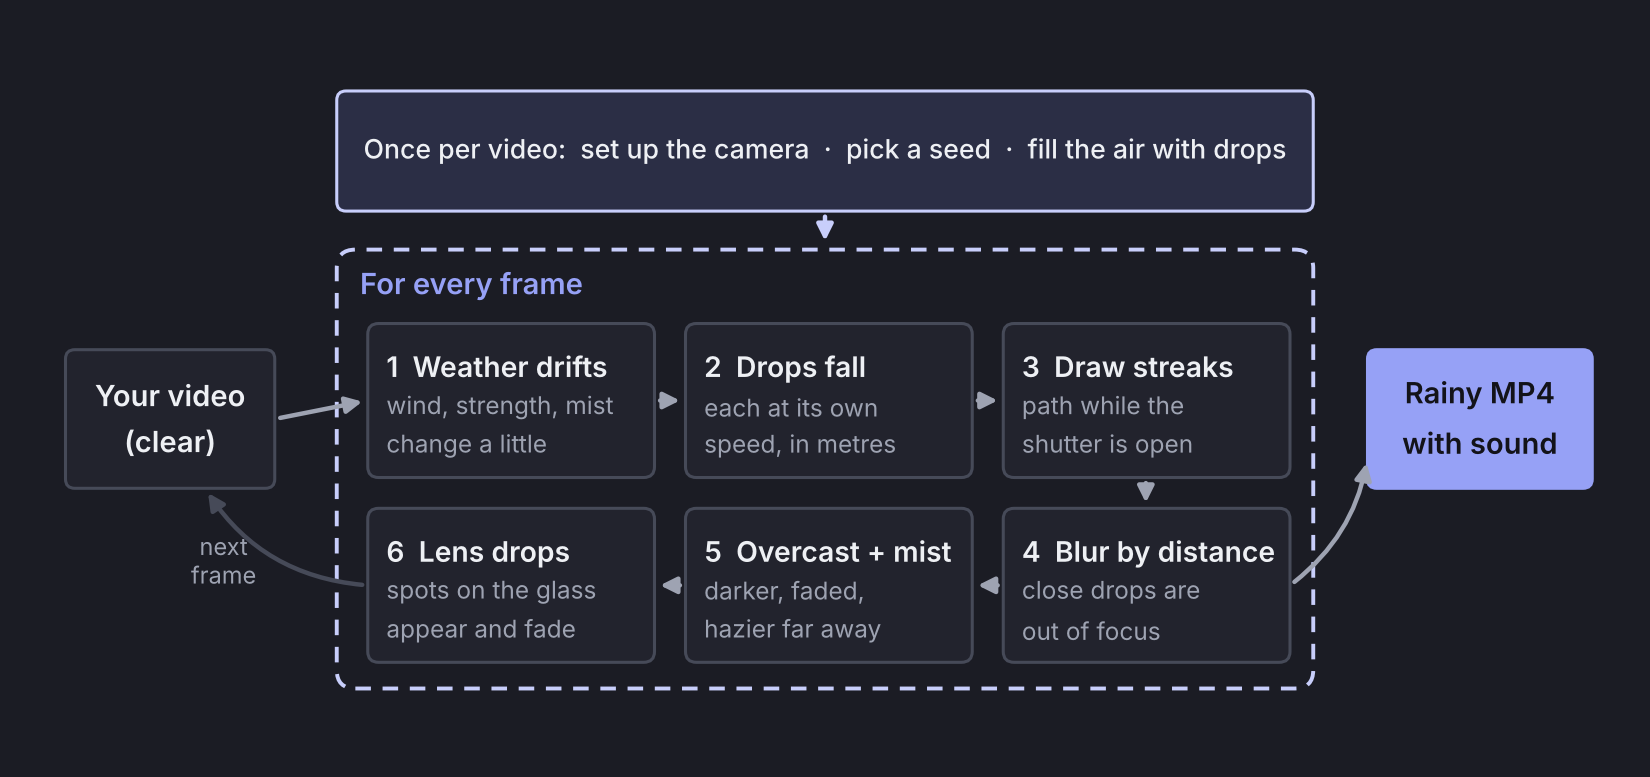 Once per video: set up the camera · pick a seed · fill the air with drops
For every frame
Your video
(clear)
1 Weather drifts
wind, strength, mist
change a little
2 Drops fall
each at its own
speed, in metres
3 Draw streaks
path while the
shutter is open
4 Blur by distance
close drops are
out of focus
5 Overcast + mist
darker, faded,
hazier far away
6 Lens drops
spots on the glass
appear and fade
next
frame
Rainy MP4
with sound